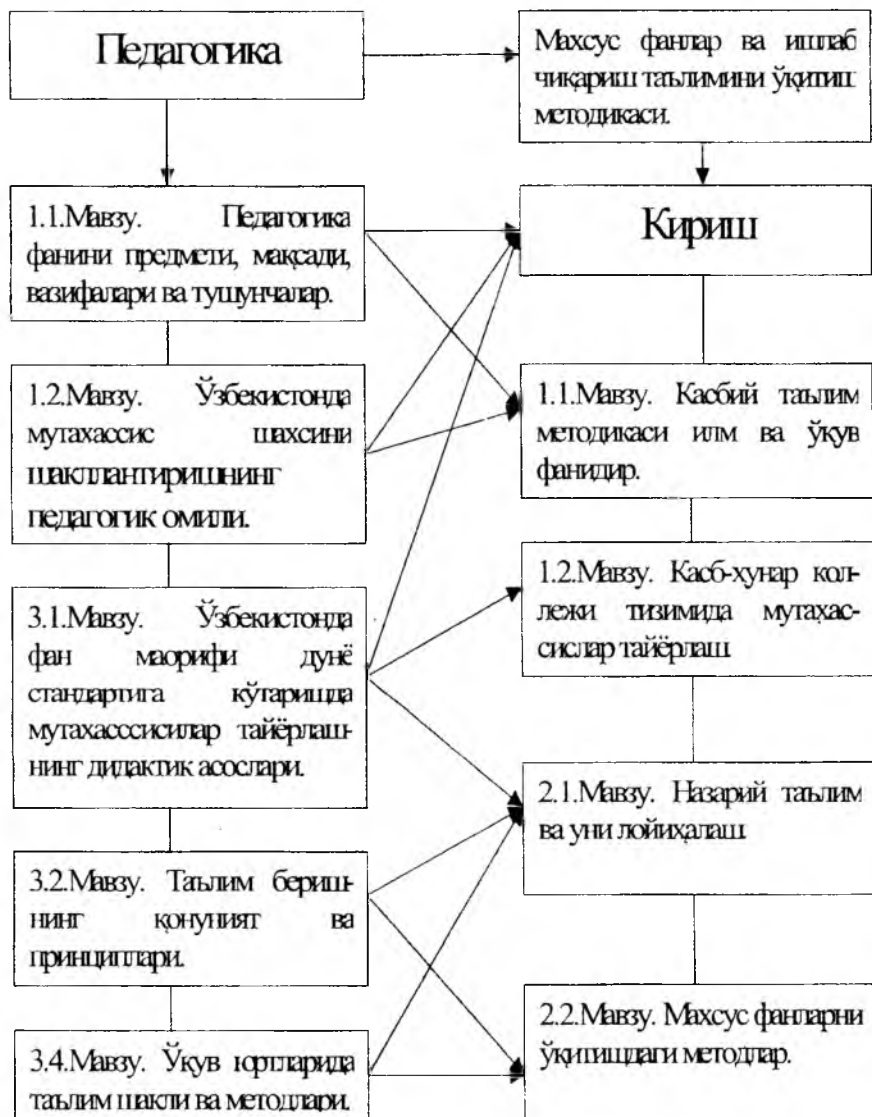 Педагогика
Махсус фанлар ва ишлаб
чиқариш таълимини ўқитиш
методикаси.
1.1.Мавзу. Педагогика
фанини предмети, мақсади,
вазифалари ва тушунчалар.
Кириш
1.2.Мавзу. Ўзбекистонда
мутахассис шахсини
шакллантиришнинг
педагогик омили.
1.1.Мавзу. Касбий таълим
методикаси илм ва ўқув
фанидир.
3.1.Мавзу. Ўзбекистонда
фан маорифи дунё
стандартига кўтаришда
мутахасссисилар тайёрлаш-
нинг дидактик асослари.
1.2.Мавзу. Касб-ҳунар кол-
лежи тизимида мутахас-
сислар тайёрлаш
2.1.Мавзу. Назарий таълим
ва уни лойиҳалаш
3.2.Мавзу. Таълим бериш-
нинг қонуният ва
принциплари.
2.2.Мавзу. Махсус фанларни
ўқитишдаги методлар.
3.4.Мавзу. Ўқув юртларида
таълим шакли ва методлари.